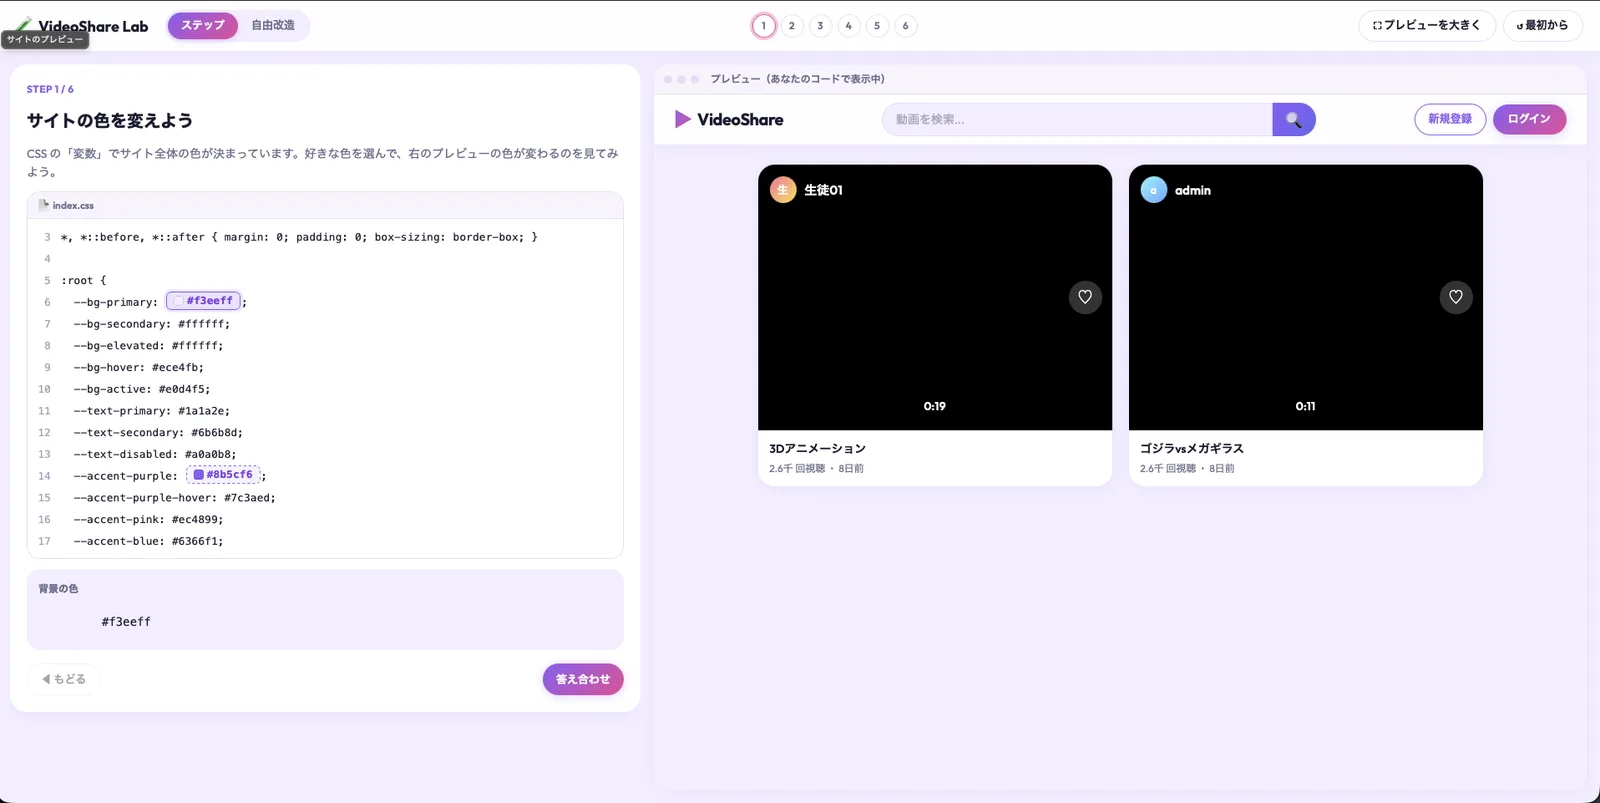 VideoShare Lab
ステップ
自由改造
1
2
3
4
5
6
プレビューを大きく
↺最初から
サイトのプレビュー
STEP 1 / 6
サイトの色を変えよう
CSS の「変数」でサイト全体の色が決まっています。好きな色を選んで、右のプレビューの色が変わるのを見てみ
よう。
index.css
3 *, *::before, *::after { margin: 0; padding: 0; box-sizing: border-box; }
4
5 :root {
6 --bg-primary: #f3eeff;
7 --bg-secondary: #ffffff;
8 --bg-elevated: #ffffff;
9 --bg-hover: #ece4fb;
10 --bg-active: #e0d4f5;
11 --text-primary: #1a1a2e;
12 --text-secondary: #6b6b8d;
13 --text-disabled: #a0a0b8;
14 --accent-purple: #8b5cf6;
15 --accent-purple-hover: #7c3aed;
16 --accent-pink: #ec4899;
17 --accent-blue: #6366f1;
背景の色
#f3eeff
◀ もどる
答え合わせ
プレビュー（あなたのコードで表示中）
VideoShare
動画を検索...
新規登録
ログイン
生
生徒01
0:19
3Dアニメーション
2.6千 回視聴・8日前
a
admin
0:11
ゴジラvsメガギラス
2.6千 回視聴・8日前